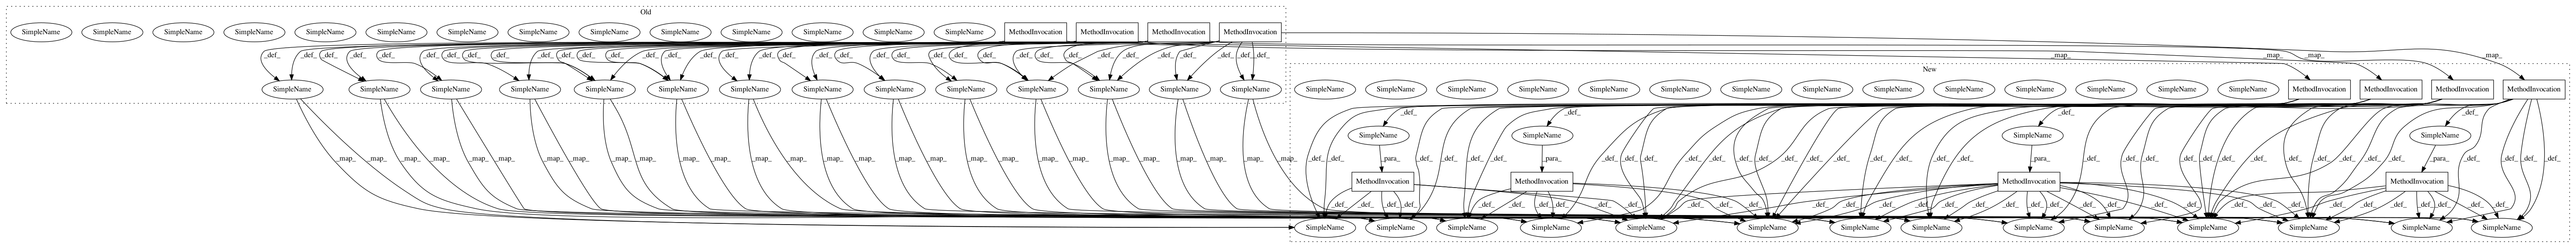 Old
SimpleName SimpleName SimpleName SimpleName SimpleName SimpleName SimpleName SimpleName SimpleName SimpleName SimpleName SimpleName SimpleName SimpleName MethodInvocation MethodInvocation MethodInvocation MethodInvocation
_def_ _def_ _def_ _def_ _def_ _def_ _def_ _def_ _def_ _def_ _def_ _def_ _def_ _def_ _def_ _def_ _def_ _def_ _def_ _def_ _def_ _def_ _def_ _def_ _def_ _def_ _def_ _def_ _def_ _def_ _map_ _map_ _map_
New
SimpleName SimpleName SimpleName SimpleName SimpleName SimpleName SimpleName SimpleName SimpleName SimpleName SimpleName SimpleName SimpleName SimpleName SimpleName SimpleName SimpleName SimpleName SimpleName SimpleName SimpleName SimpleName SimpleName SimpleName SimpleName SimpleName SimpleName SimpleName MethodInvocation MethodInvocation MethodInvocation MethodInvocation
_def_ _def_ _def_ _def_
SimpleName SimpleName SimpleName SimpleName
_map_ _map_ _map_ _map_ _map_ _map_ _map_ _map_ _map_ _map_ _map_ _map_ _map_ _map_ _map_ _map_ _map_ _map_ _map_ _map_ _map_ _map_ _map_ _map_ _map_ _map_ _map_ _map_ _def_ _def_ _para_ _def_ _def_ _def_ _para_ _def_ _def_ _def_ _def_ _def_ _def_ _def_ _def_ _def_ _def_ _para_ _def_ _def_ _def_ _def_ _def_ _def_ _def_ _def_ _def_ _para_ _def_ _def_ _def_
MethodInvocation MethodInvocation MethodInvocation MethodInvocation
_def_ _def_ _def_ _def_ _def_ _def_ _def_ _def_ _def_ _def_ _def_ _def_ _def_ _def_ _def_ _def_ _def_ _def_ _def_ _def_ _def_ _def_ _def_ _def_ _def_ _def_ _def_ _def_ _def_ _def_
SimpleName SimpleName SimpleName SimpleName SimpleName SimpleName SimpleName SimpleName SimpleName SimpleName SimpleName SimpleName SimpleName SimpleName